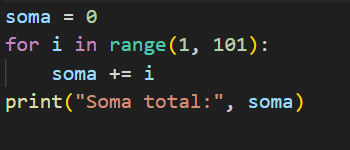 soma = 0
for i in range(1, 101):
    soma += i
print("Soma total:", soma)